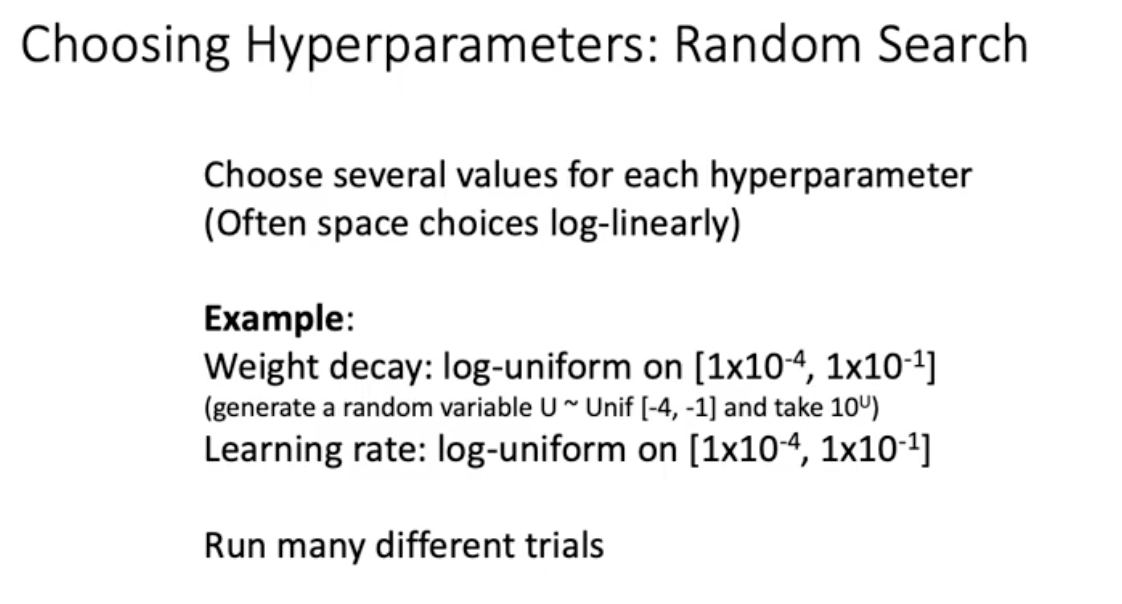 Choosing Hyperparameters: Random Search
Choose several values for each hyperparameter
(Often space choices log-linearly)
Example:
Weight decay: log-uniform on [1x10⁻⁴, 1x10⁻¹]
(generate a random variable U ~ Unif [-4, -1] and take 10ᵁ)
Learning rate: log-uniform on [1x10⁻⁴, 1x10⁻¹]
Run many different trials